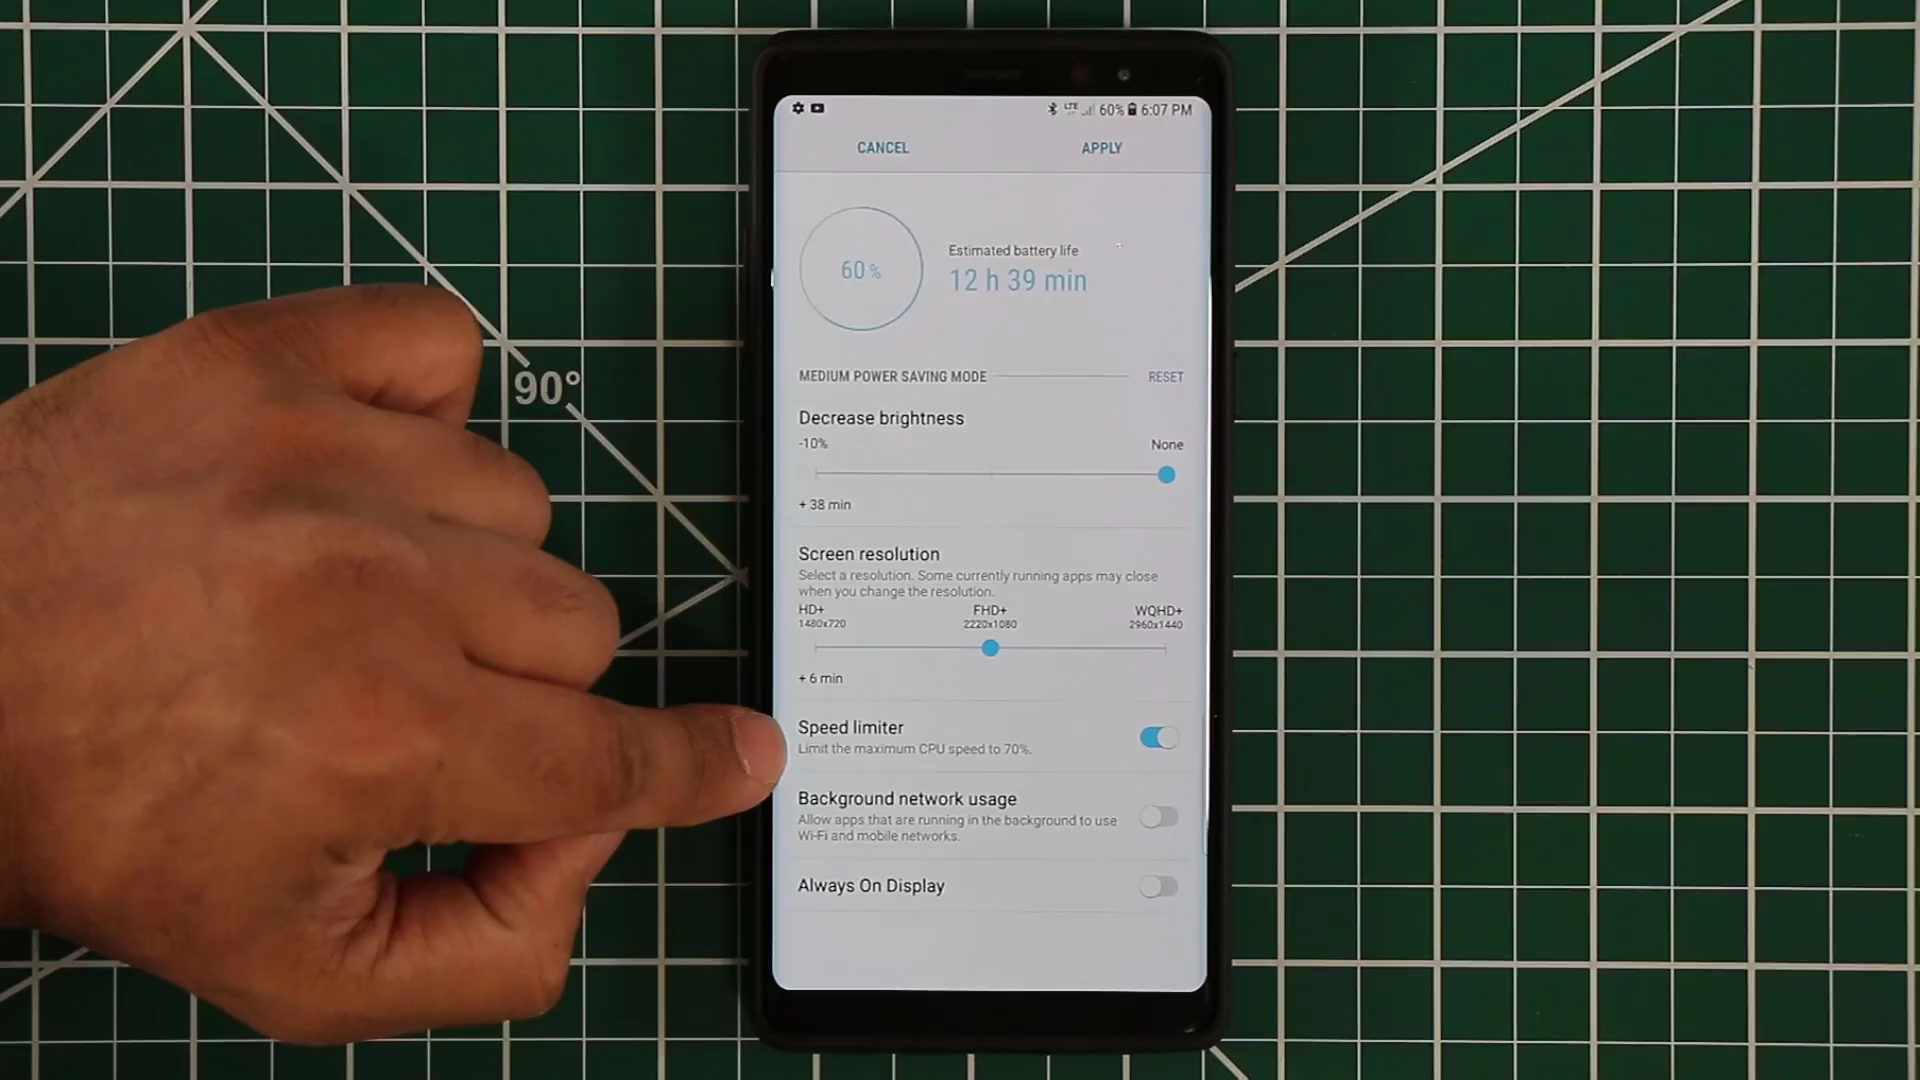 LTE 60% 6:07 PM
CANCEL APPLY
60%
Estimated battery life
12 h 39 min
MEDIUM POWER SAVING MODE RESET
Decrease brightness
-10% None
+ 38 min
Screen resolution
Select a resolution. Some currently running apps may close
when you change the resolution.
HD+ FHD+ WQHD+
1480x720 2220x1080 2960x1440
+ 6 min
Speed limiter
Limit the maximum CPU speed to 70%.
Background network usage
Allow apps that are running in the background to use
Wi-Fi and mobile networks.
Always On Display
90°